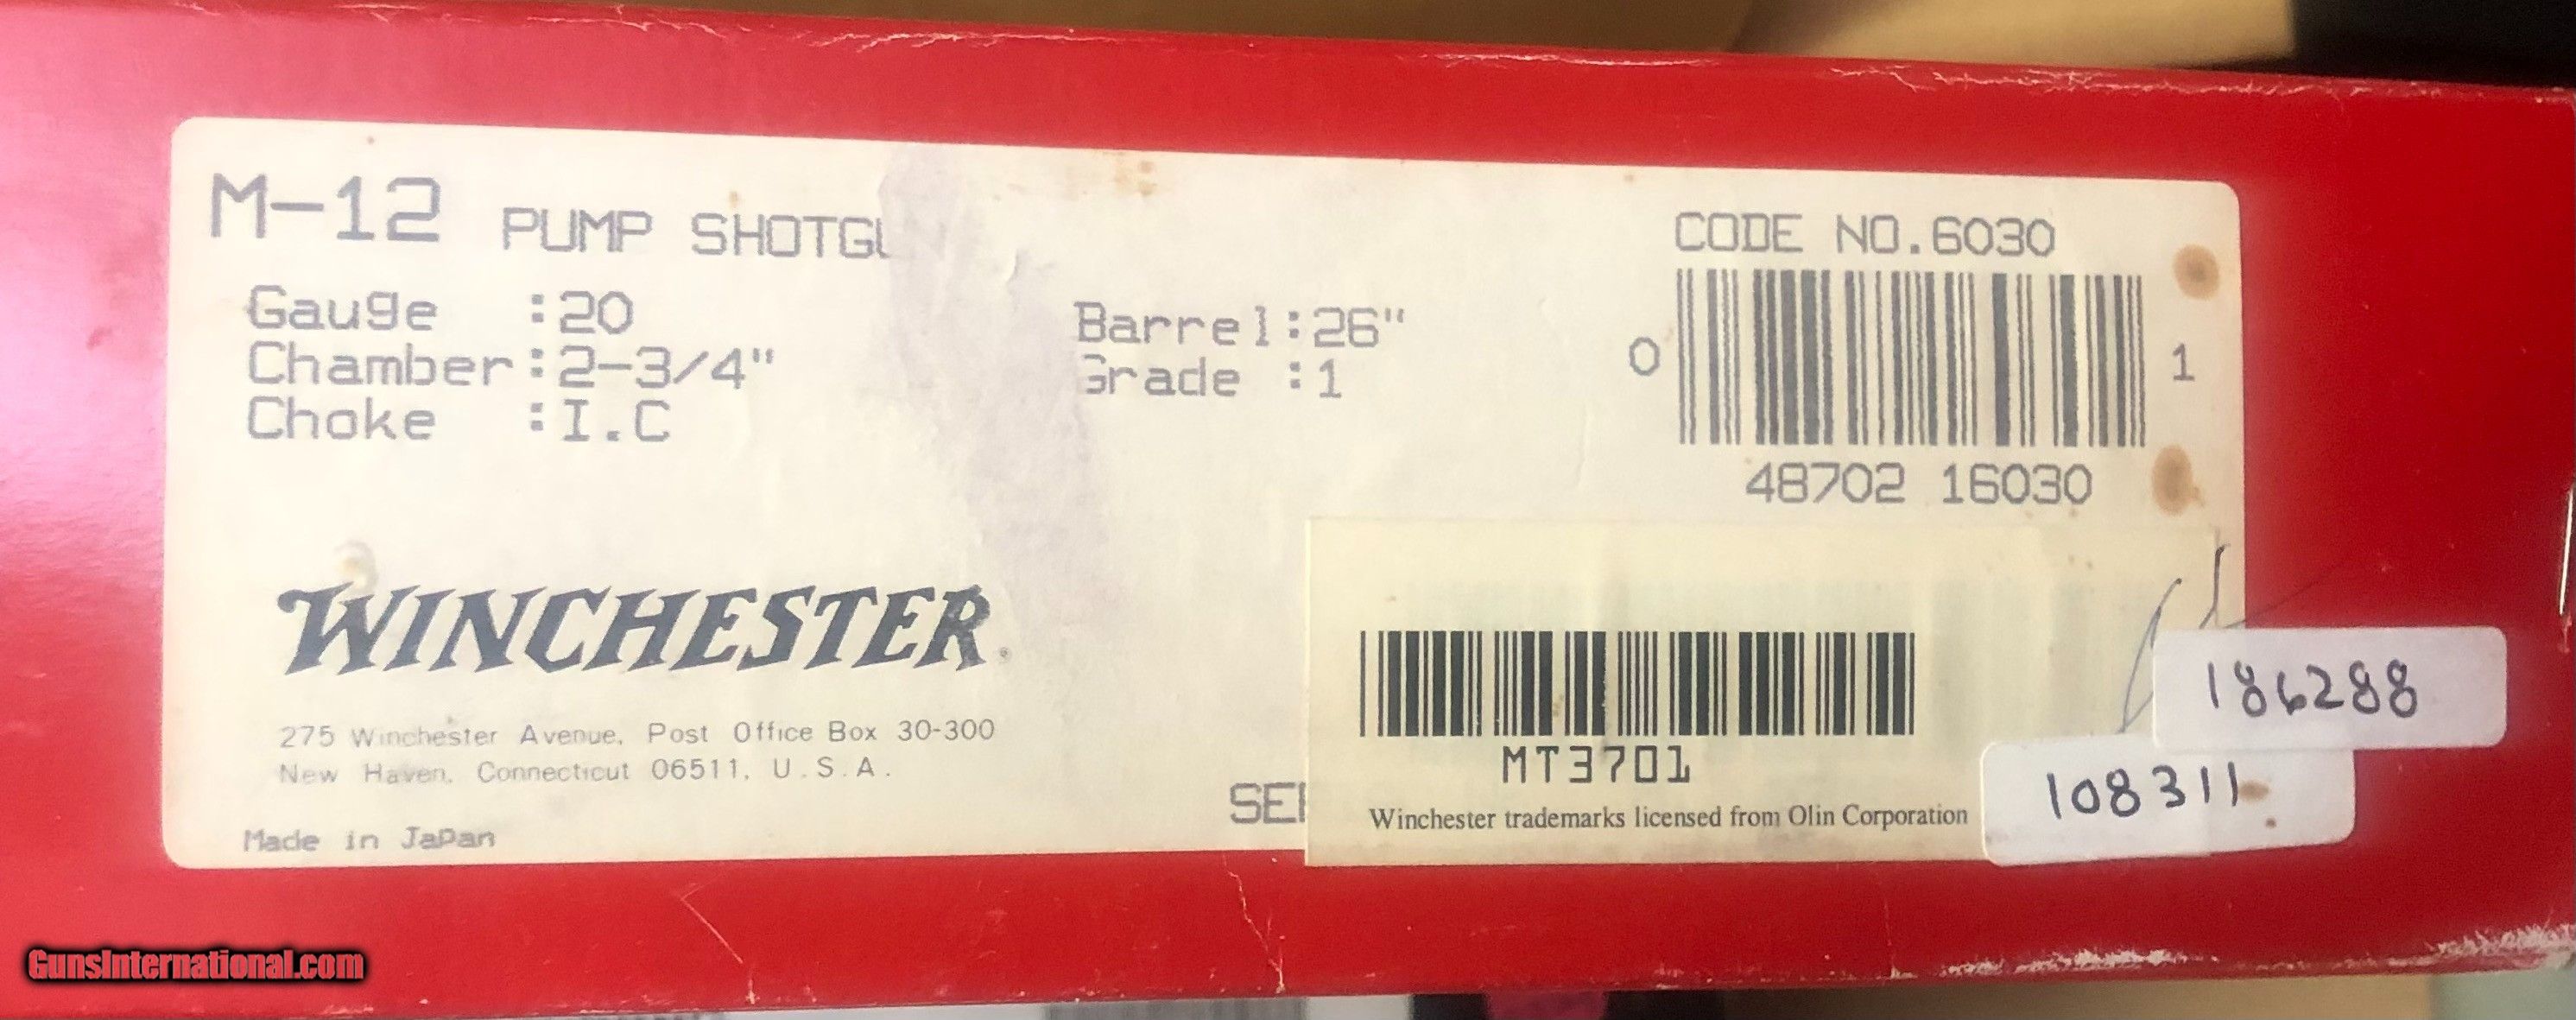 M-12 PUMP SHOTGU
Gauge :20
Chamber:2-3/4"
Choke :I.C
Barrel:26"
Grade :1
CODE NO.6030
0 1
48702 16030
WINCHESTER
275 Winchester Avenue, Post Office Box 30-300
New Haven, Connecticut 06511, U.S.A.
Made in Japan
SE
MT3701
Winchester trademarks licensed from Olin Corporation
186288
108311
GunsInternational.com